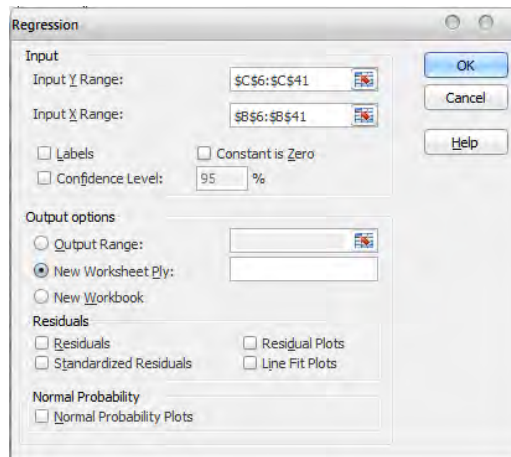 Regression
Input
Input Y Range: $C$6:$C$41
Input X Range: $B$6:$B$41
Labels Constant is Zero
Confidence Level: 95 %
OK
Cancel
Help
Output options
Output Range:
New Worksheet Ply:
New Workbook
Residuals
Residuals Residual Plots
Standardized Residuals Line Fit Plots
Normal Probability
Normal Probability Plots